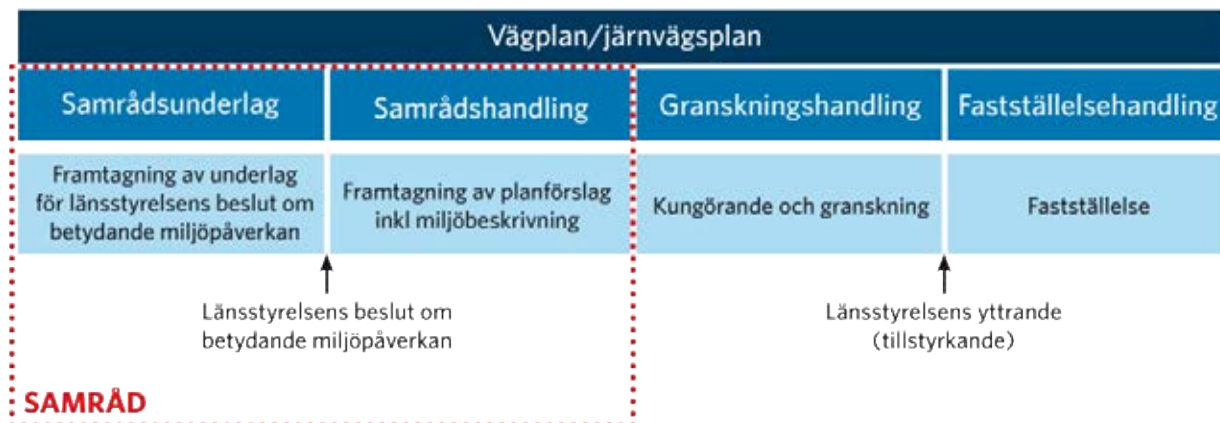 Vägplan/järnvägsplan
Samrådsunderlag
Samrådshandling
Granskningshandling
Fastställelsehandling
Framtagning av underlag
för länsstyrelsens beslut om
betydande miljöpåverkan
Framtagning av planförslag
inkl miljöbeskrivning
Kungörande och granskning
Fastställelse
Länsstyrelsens beslut om
betydande miljöpåverkan
Länsstyrelsens yttrande
(tillstyrkande)
SAMRÅD